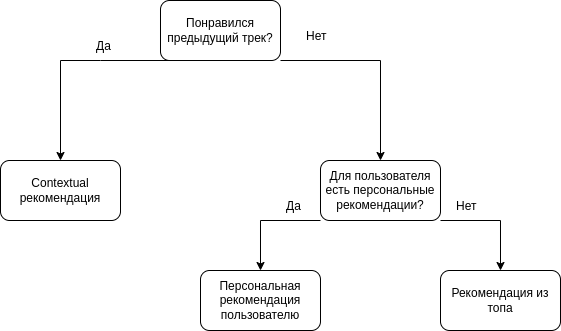 Понравился
предыдущий трек?
Да
Нет
Contextual
рекомендация
Для пользователя
есть персональные
рекомендации?
Да
Нет
Персональная
рекомендация
пользователю
Рекомендация из
топа